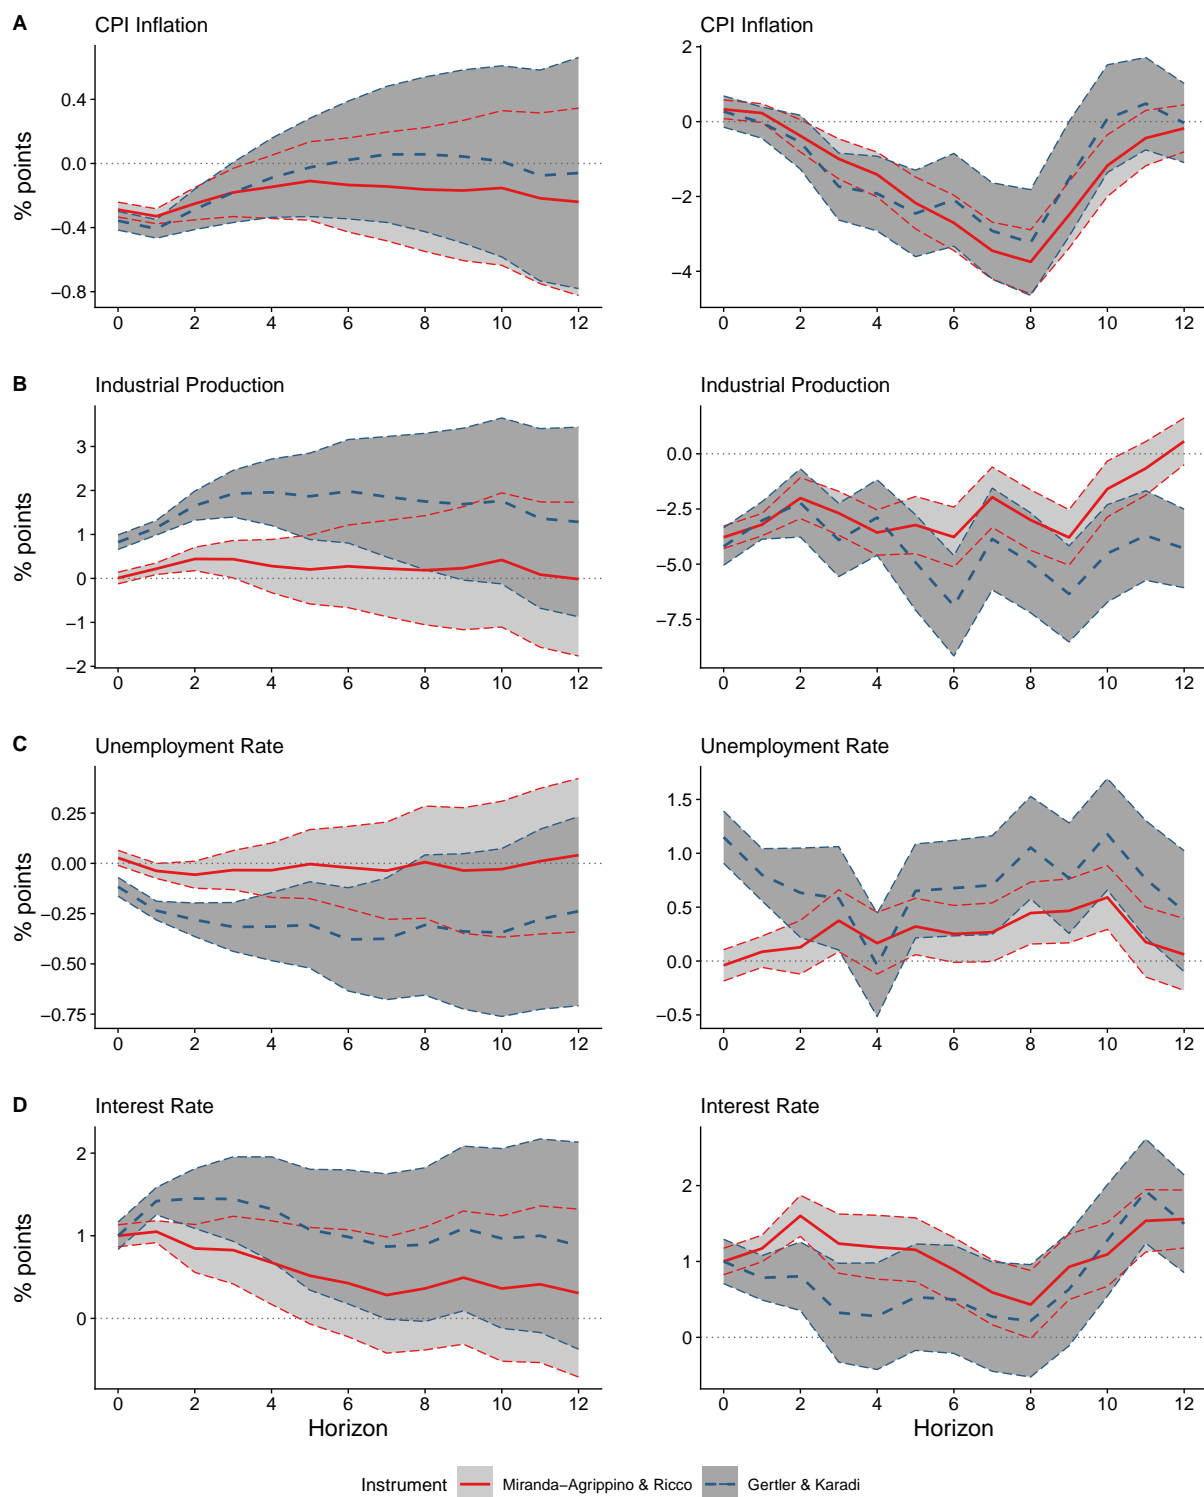 A
CPI Inflation
CPI Inflation
% points
0.4
0.0
−0.4
−0.8
0 2 4 6 8 10 12
2
0
−2
−4
0 2 4 6 8 10 12
B
Industrial Production
Industrial Production
% points
3
2
1
0
−1
−2
0 2 4 6 8 10 12
0.0
−2.5
−5.0
−7.5
0 2 4 6 8 10 12
C
Unemployment Rate
Unemployment Rate
% points
0.25
0.00
−0.25
−0.50
−0.75
0 2 4 6 8 10 12
1.5
1.0
0.5
0.0
−0.5
0 2 4 6 8 10 12
D
Interest Rate
Interest Rate
% points
2
1
0
0 2 4 6 8 10 12
Horizon
2
1
0
0 2 4 6 8 10 12
Horizon
Instrument Miranda−Agrippino & Ricco Gertler & Karadi